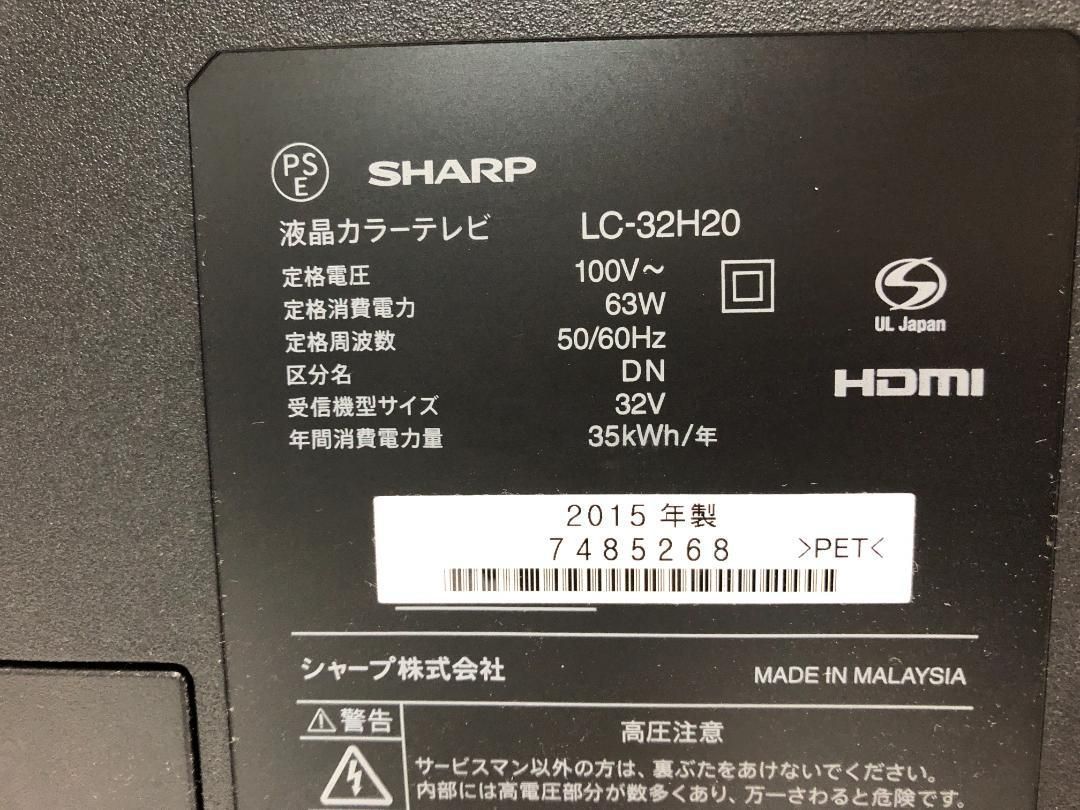 PSE SHARP
液晶カラーテレビ LC-32H20
定格電圧 100V～
定格消費電力 63W
定格周波数 50/60Hz
区分名 DN
受信機型サイズ 32V
年間消費電力量 35kWh/年
UL Japan
HDMI
2015年製
7485268 >PET<
シャープ株式会社 MADE IN MALAYSIA
⚠警告 高圧注意
サービスマン以外の方は、裏ぶたをあけないでください。
内部には高電圧部分が数多くあり、万一さわると危険です。